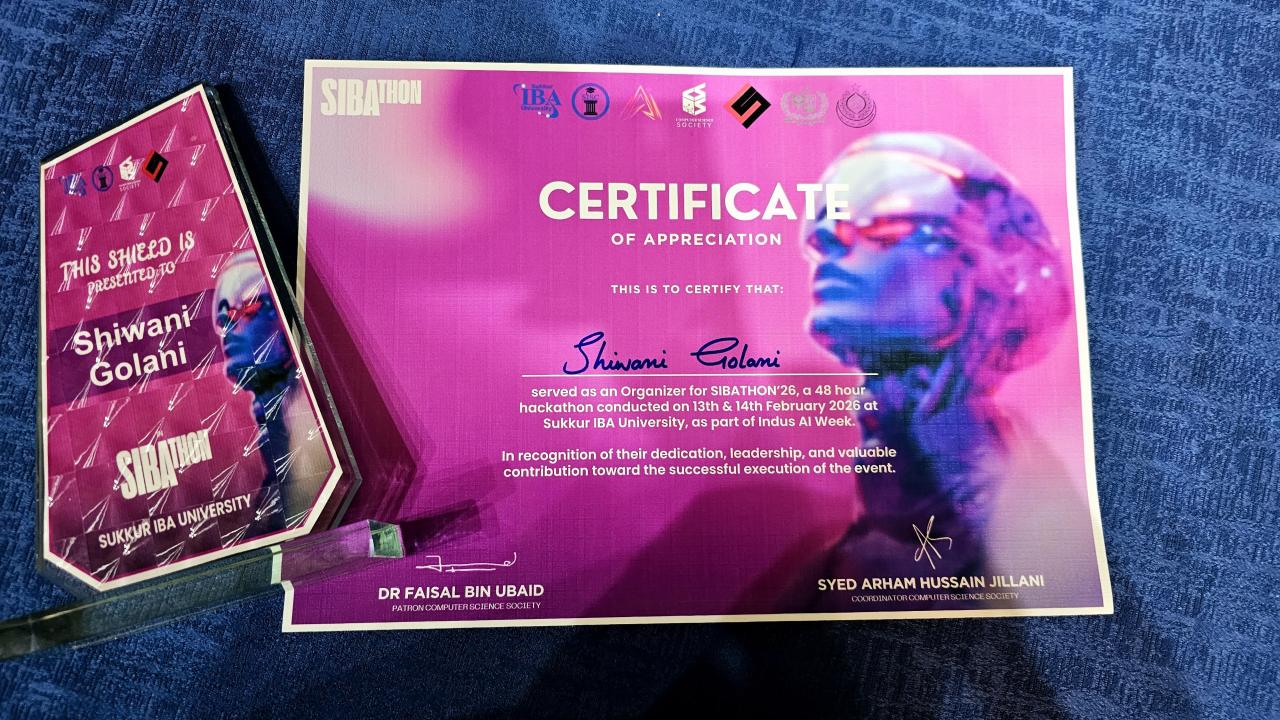 SIBATHON
Sukkur
IBA
University
COMPUTER SCIENCE
SOCIETY
CERTIFICATE
OF APPRECIATION
THIS IS TO CERTIFY THAT:
Shiwani Golani
served as an Organizer for SIBATHON'26, a 48 hour
hackathon conducted on 13th & 14th February 2026 at
Sukkur IBA University, as part of Indus AI Week.
In recognition of their dedication, leadership, and valuable
contribution toward the successful execution of the event.
DR FAISAL BIN UBAID
PATRON COMPUTER SCIENCE SOCIETY
SYED ARHAM HUSSAIN JILLANI
COORDINATOR COMPUTER SCIENCE SOCIETY
THIS SHIELD IS
PRESENTED TO
Shiwani
Golani
SIBATHON
SUKKUR IBA UNIVERSITY